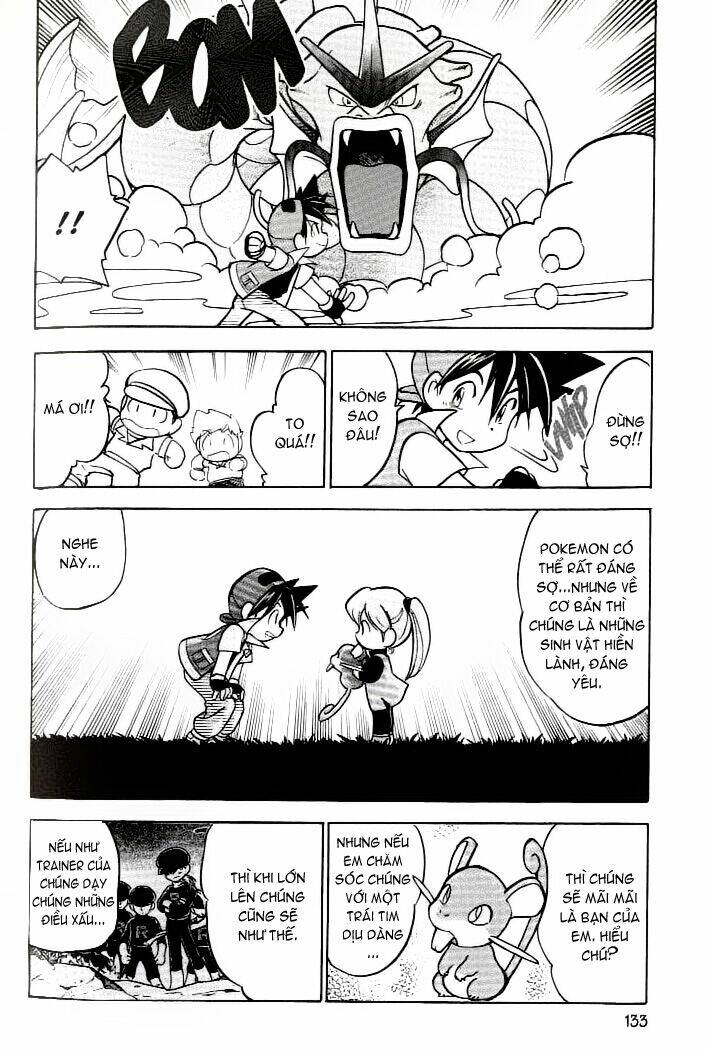 BOM
!!
ĐỪNG
SỢ!!
WHIP
KHÔNG
SAO
ĐÂU!
TO
QUÁ!!
MÁ ƠI!!
POKEMON CÓ
THỂ RẤT ĐÁNG
SỢ...NHƯNG VỀ
CƠ BẢN THÌ
CHÚNG LÀ NHỮNG
SINH VẬT HIỀN
LÀNH, ĐÁNG
YÊU.
NGHE
NÀY...
THÌ CHÚNG
SẼ MÃI MÃI
LÀ BẠN CỦA
EM. HIỂU
CHỨ?
NHƯNG NẾU
EM CHĂM
SÓC CHÚNG
VỚI MỘT
TRÁI TIM
DỊU DÀNG
...
THÌ KHI LỚN
LÊN CHÚNG
CŨNG SẼ
NHƯ THẾ.
NẾU NHƯ
TRAINER CỦA
CHÚNG DẠY
CHÚNG NHỮNG
ĐIỀU XẤU...
R
R
133